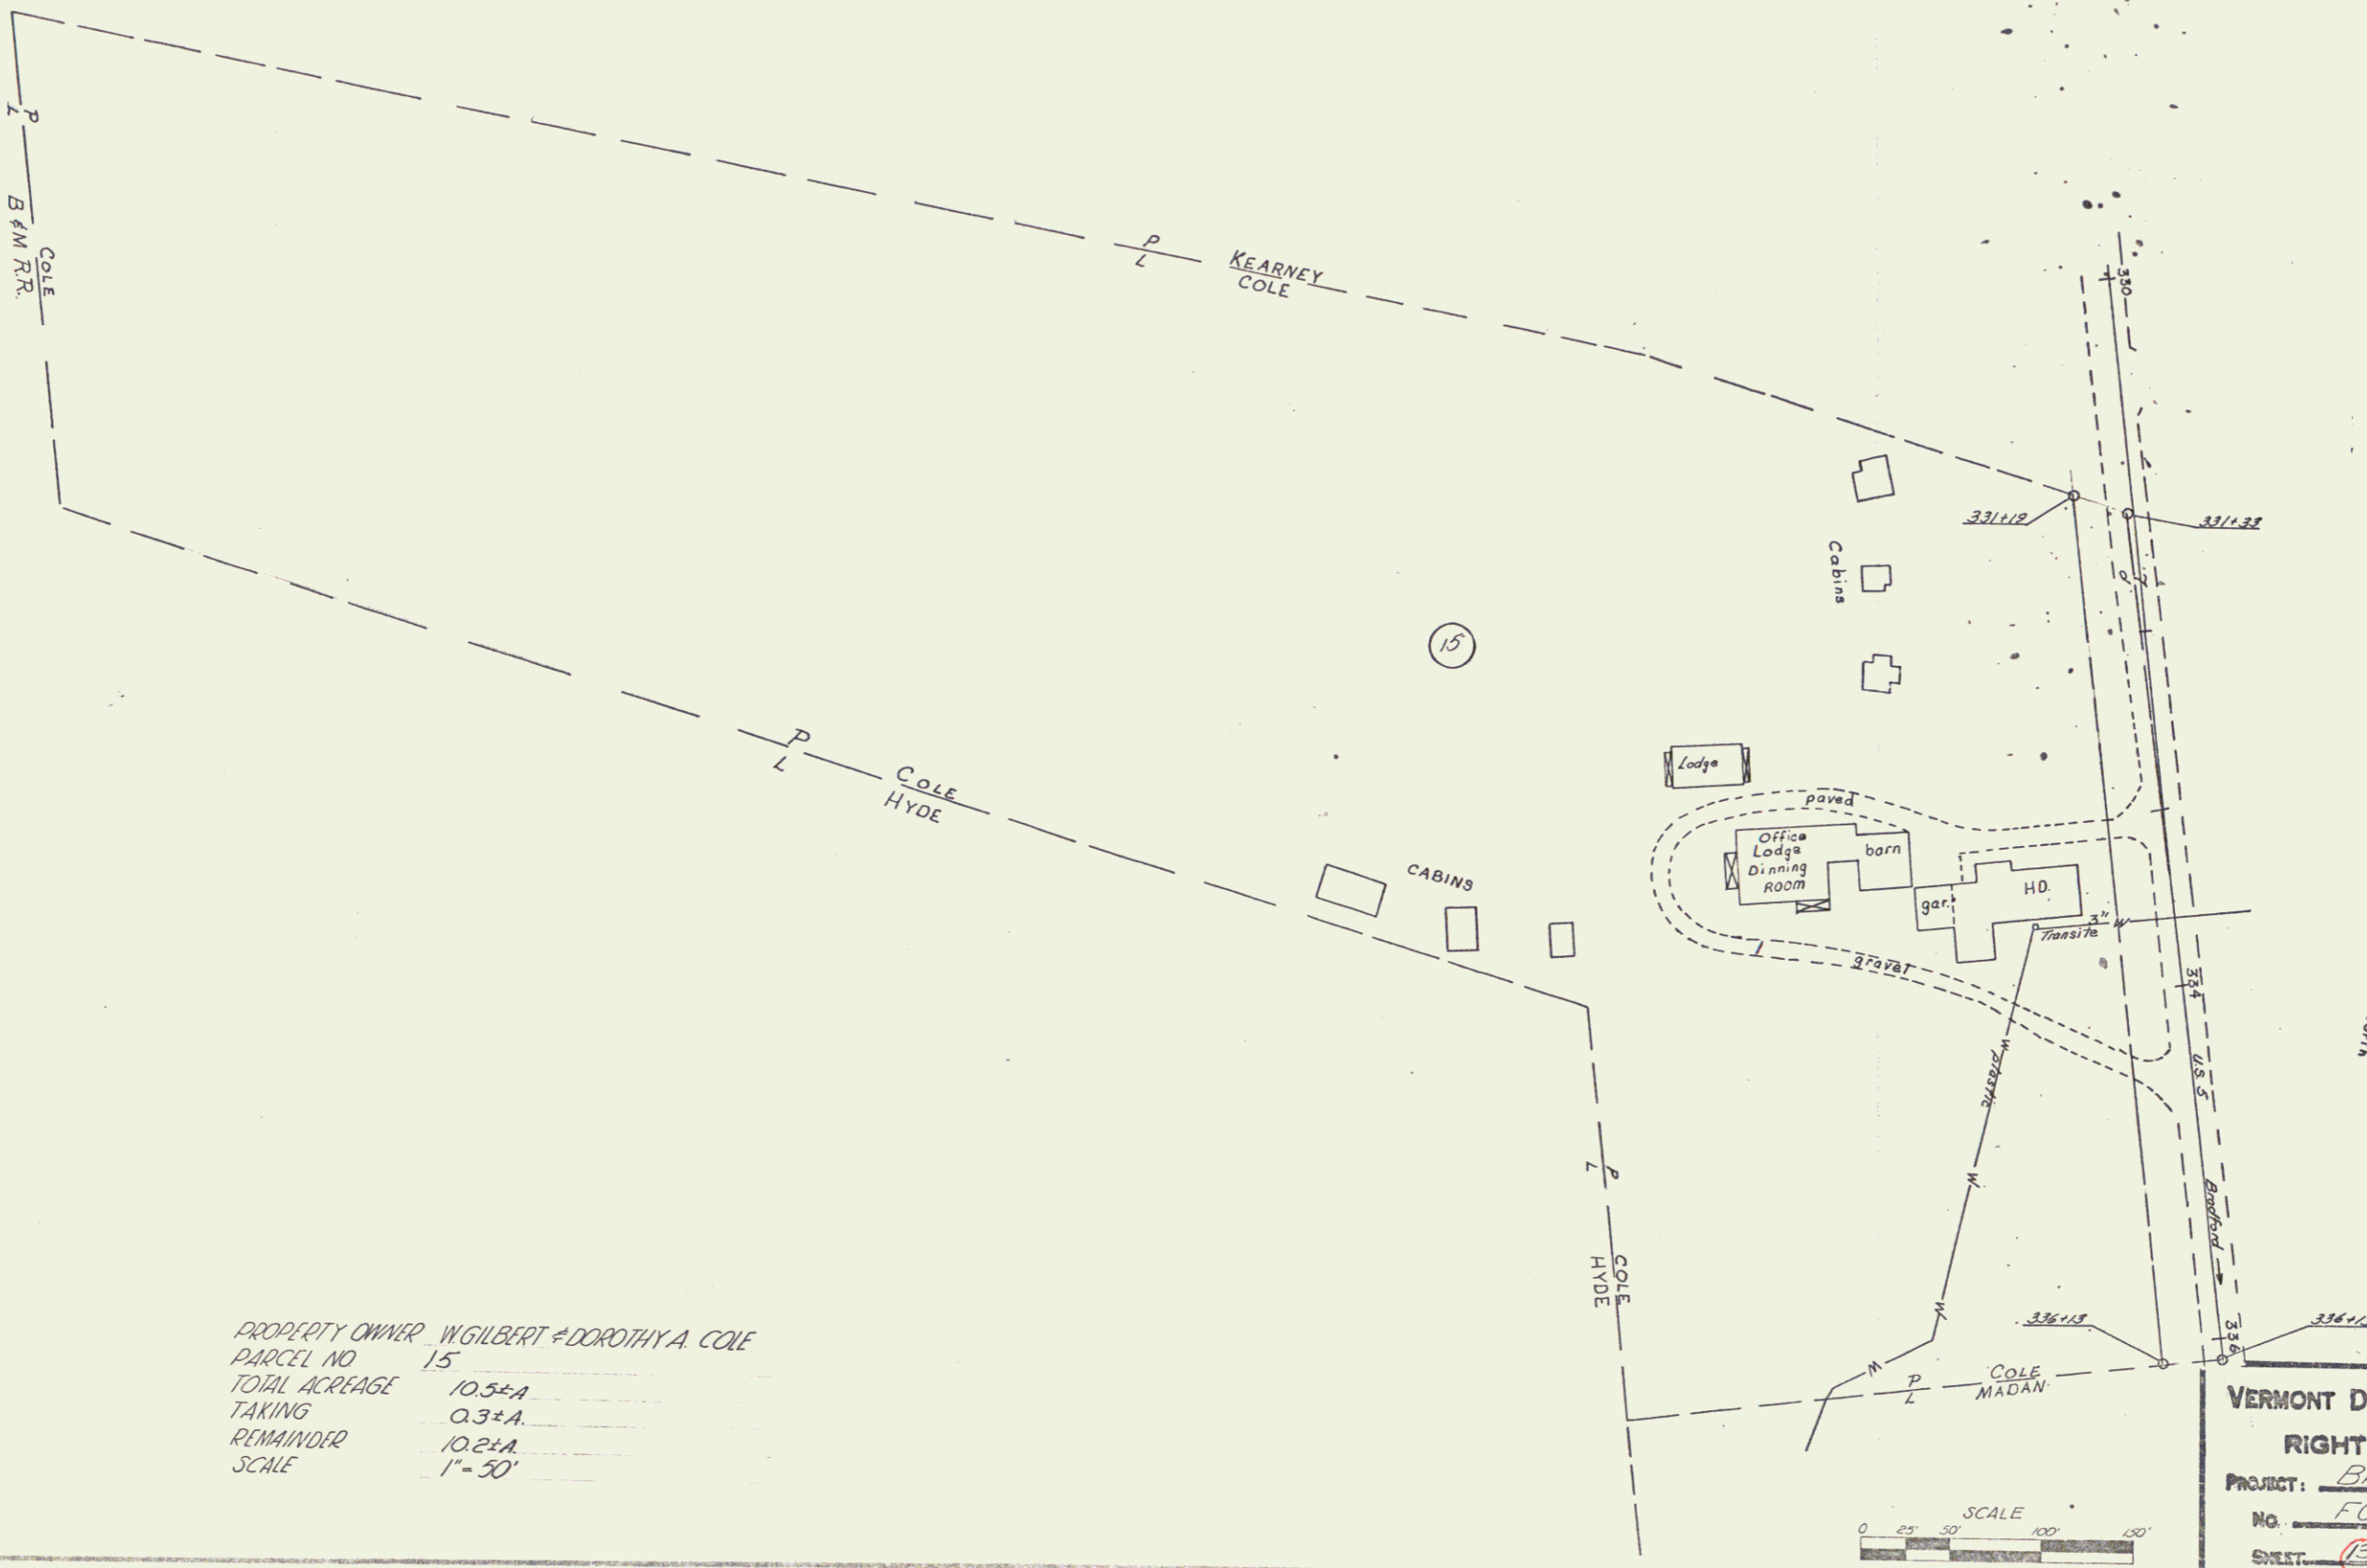 P
L
COLE
B & M R.R.
P
L
KEARNEY
COLE
330
331+19
331+33
Cabins
15
P
L
COLE
HYDE
Lodge
paved
Office
Lodge
Dinning
ROOM
barn
gar.
H.D.
3" W
Transite
CABINS
gravel
334
U.S. 5
W
plastic
W
W
W
P
L
COLE
HYDE
Bradford
336+13
336
P
L
COLE
MADAN
PROPERTY OWNER W. GILBERT & DOROTHY A. COLE
PARCEL NO 15
TOTAL ACREAGE 10.5±A
TAKING 0.3±A.
REMAINDER 10.2±A.
SCALE 1"=50'
SCALE
0 25' 50' 100' 150'
VERMONT D
RIGHT
PROJECT:
NO.
SHEET